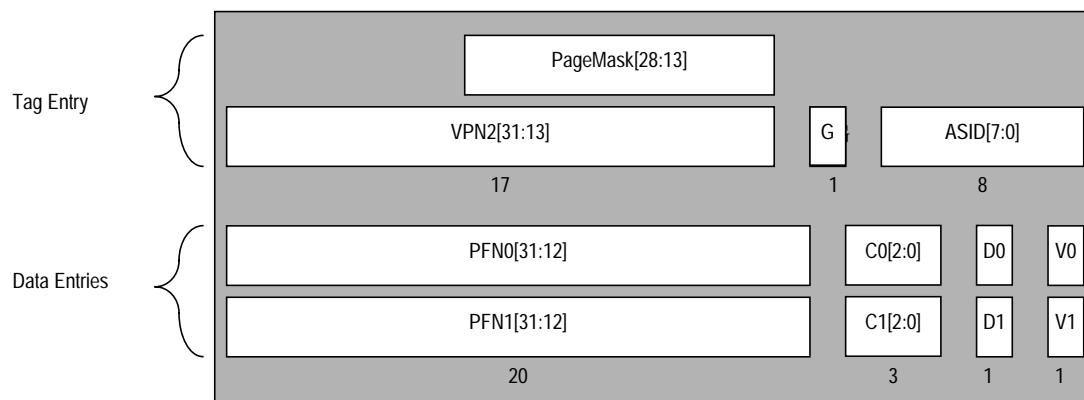 PageMask[28:13]
Tag Entry
VPN2[31:13] G ASID[7:0]
17 1 8
PFN0[31:12] C0[2:0] D0 V0
Data Entries
PFN1[31:12] C1[2:0] D1 V1
20 3 1 1